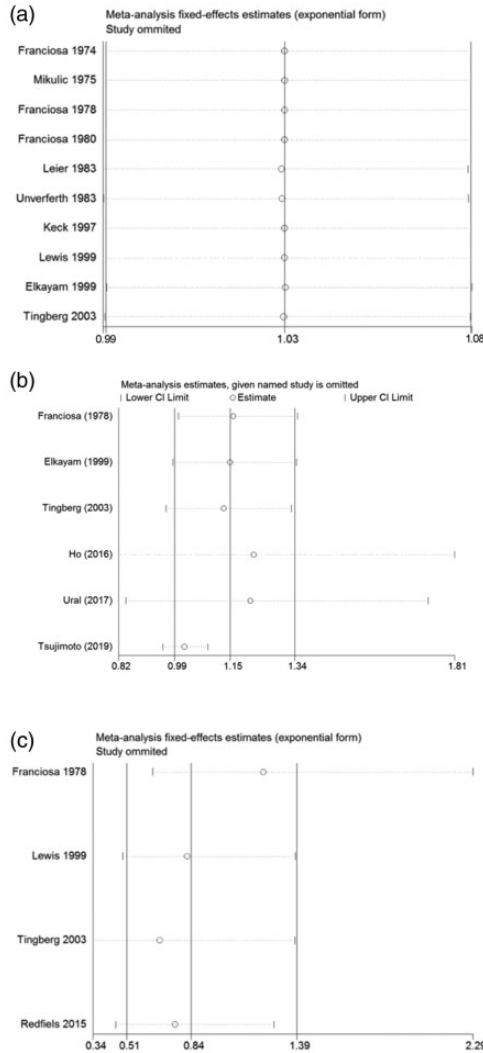 (a)
Meta-analysis fixed-effects estimates (exponential form)
Study ommited
Franciosa 1974
Mikulic 1975
Franciosa 1978
Franciosa 1980
Leier 1983
Unverferth 1983
Keck 1997
Lewis 1999
Elkayam 1999
Tingberg 2003
0.99 1.03 1.08
(b)
Meta-analysis estimates, given named study is omitted
Lower CI Limit Estimate Upper CI Limit
Franciosa (1978)
Elkayam (1999)
Tingberg (2003)
Ho (2016)
Ural (2017)
Tsujimoto (2019)
0.82 0.99 1.15 1.34 1.81
(c)
Meta-analysis fixed-effects estimates (exponential form)
Study ommited
Franciosa 1978
Lewis 1999
Tingberg 2003
Redfiels 2015
0.34 0.51 0.84 1.39 2.29